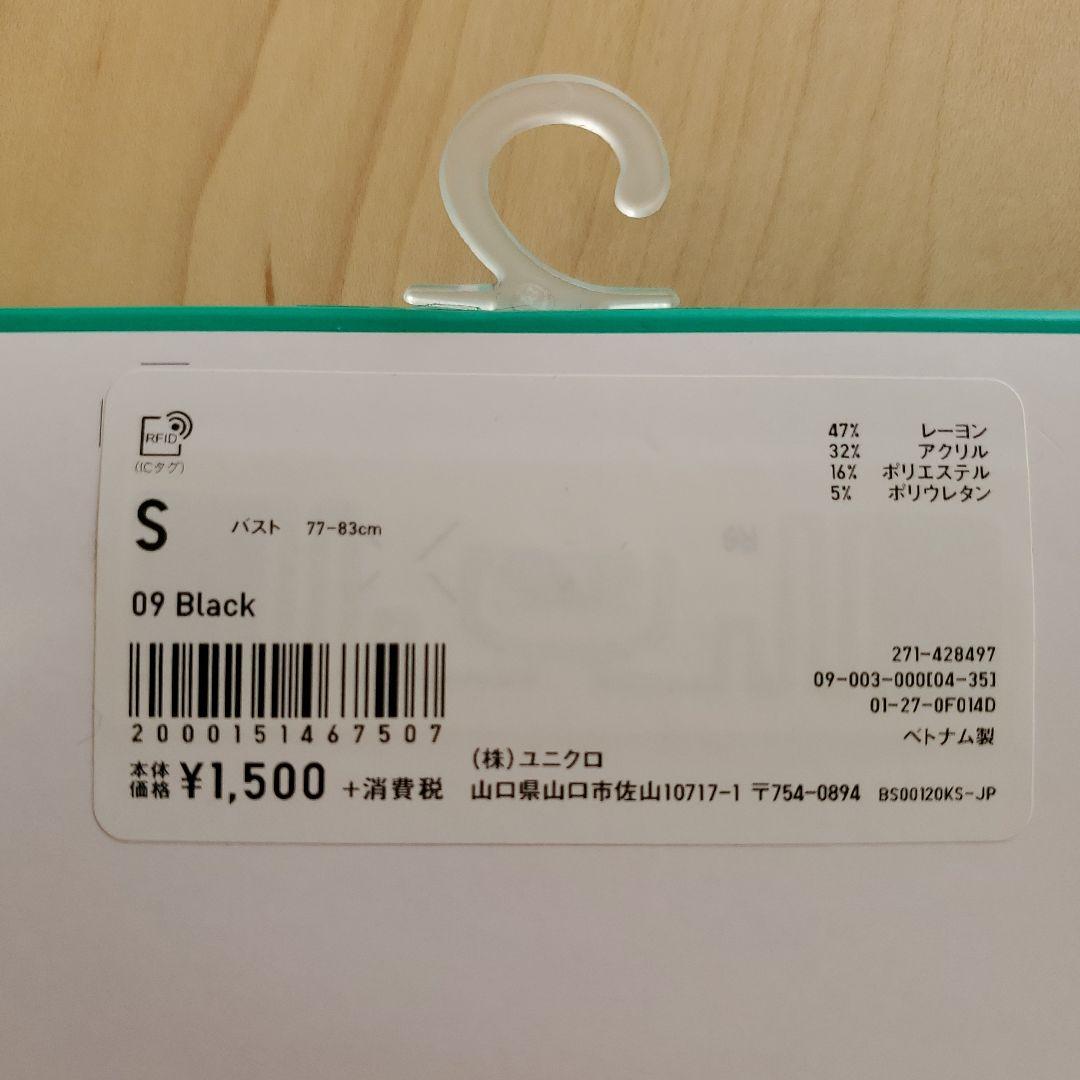 RFID
(ICタグ)
47% レーヨン
32% アクリル
16% ポリエステル
5% ポリウレタン
S バスト 77-83cm
09 Black
2000151467507
271-428497
09-003-000[04-35]
01-27-0F014D
ベトナム製
本体価格 ¥1,500 +消費税
(株)ユニクロ
山口県山口市佐山10717-1 〒754-0894 BS00120KS-JP